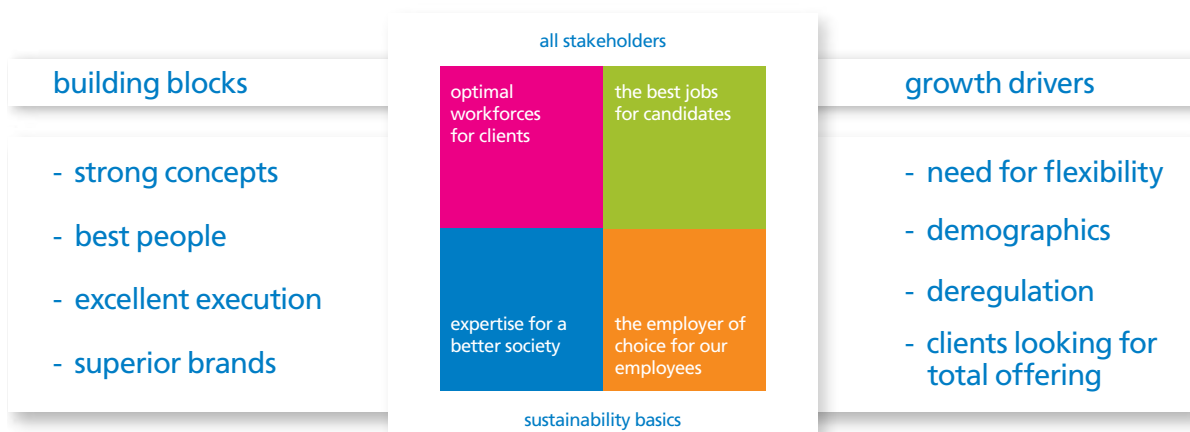 building blocks
- strong concepts
- best people
- excellent execution
- superior brands
all stakeholders
optimal
workforces
for clients
the best jobs
for candidates
expertise for a
better society
the employer of
choice for our
employees
sustainability basics
growth drivers
- need for flexibility
- demographics
- deregulation
- clients looking for
total offering